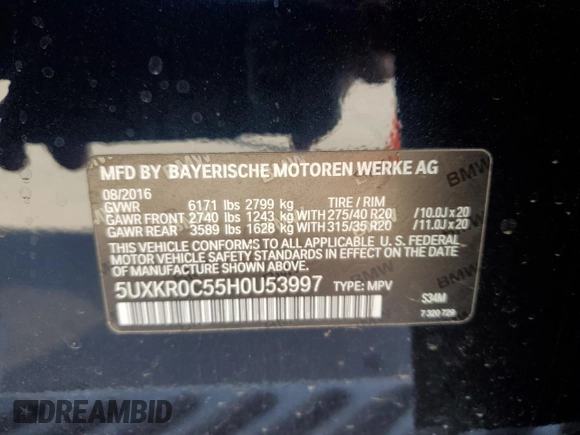 MFD BY BAYERISCHE MOTOREN WERKE AG
08/2016
GVWR 6171 lbs 2799 kg TIRE / RIM
GAWR FRONT 2740 lbs 1243 kg WITH 275/40 R20 /10.0J x 20
GAWR REAR 3589 lbs 1628 kg WITH 315/35 R20 /11.0J x 20
THIS VEHICLE CONFORMS TO ALL APPLICABLE U. S. FEDERAL
MOTOR VEHICLE SAFETY STANDARDS IN EFFECT ON THE DATE
OF MANUFACTURE SHOWN ABOVE.
5UXKR0C55H0U53997 TYPE: MPV
S34M
7 320 729
DREAMBID